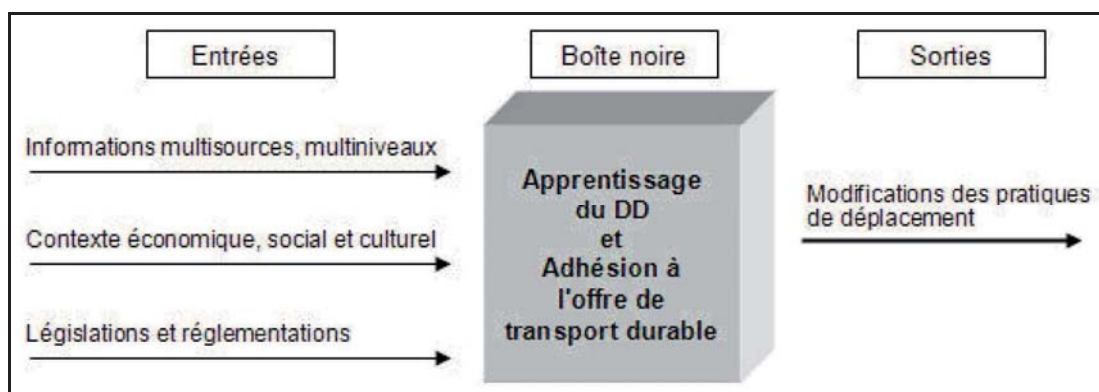 Entrées
Boîte noire
Sorties
Informations multisources, multiniveaux
Contexte économique, social et culturel
Législations et réglementations
Apprentissage
du DD
et
Adhésion à
l'offre de
transport durable
Modifications des pratiques
de déplacement